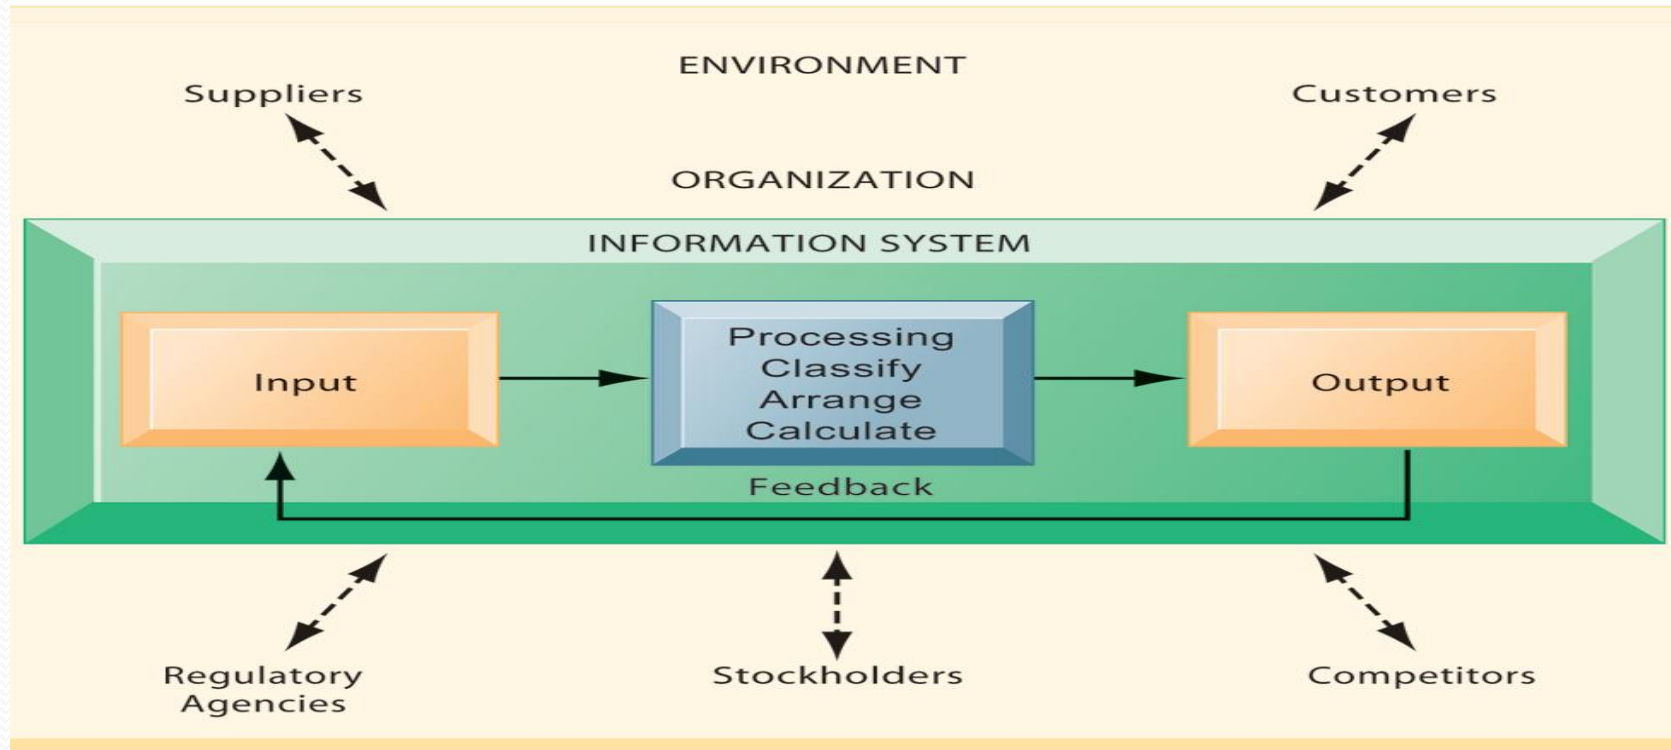 ENVIRONMENT
Suppliers
Customers
ORGANIZATION
INFORMATION SYSTEM
Input
Processing
Classify
Arrange
Calculate
Output
Feedback
Regulatory
Agencies
Stockholders
Competitors